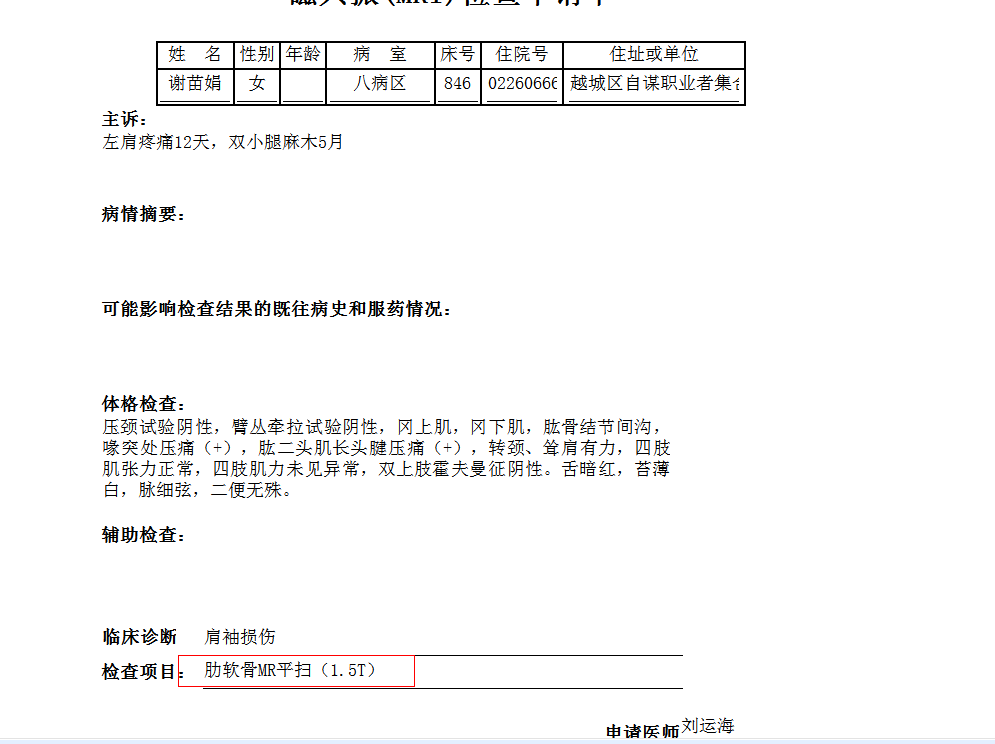 磁共振(MRI)检查申请单
姓 名 性别 年龄 病 室 床号 住院号 住址或单位
谢苗娟 女 八病区 846 02260666 越城区自谋职业者集合
主诉：
左肩疼痛12天，双小腿麻木5月
病情摘要：
可能影响检查结果的既往病史和服药情况：
体格检查：
压颈试验阴性，臂丛牵拉试验阴性，冈上肌，冈下肌，肱骨结节间沟，
喙突处压痛（+），肱二头肌长头腱压痛（+），转颈、耸肩有力，四肢
肌张力正常，四肢肌力未见异常，双上肢霍夫曼征阴性。舌暗红，苔薄
白，脉细弦，二便无殊。
辅助检查：
临床诊断 肩袖损伤
检查项目： 肋软骨MR平扫（1.5T）
申请医师 刘运海